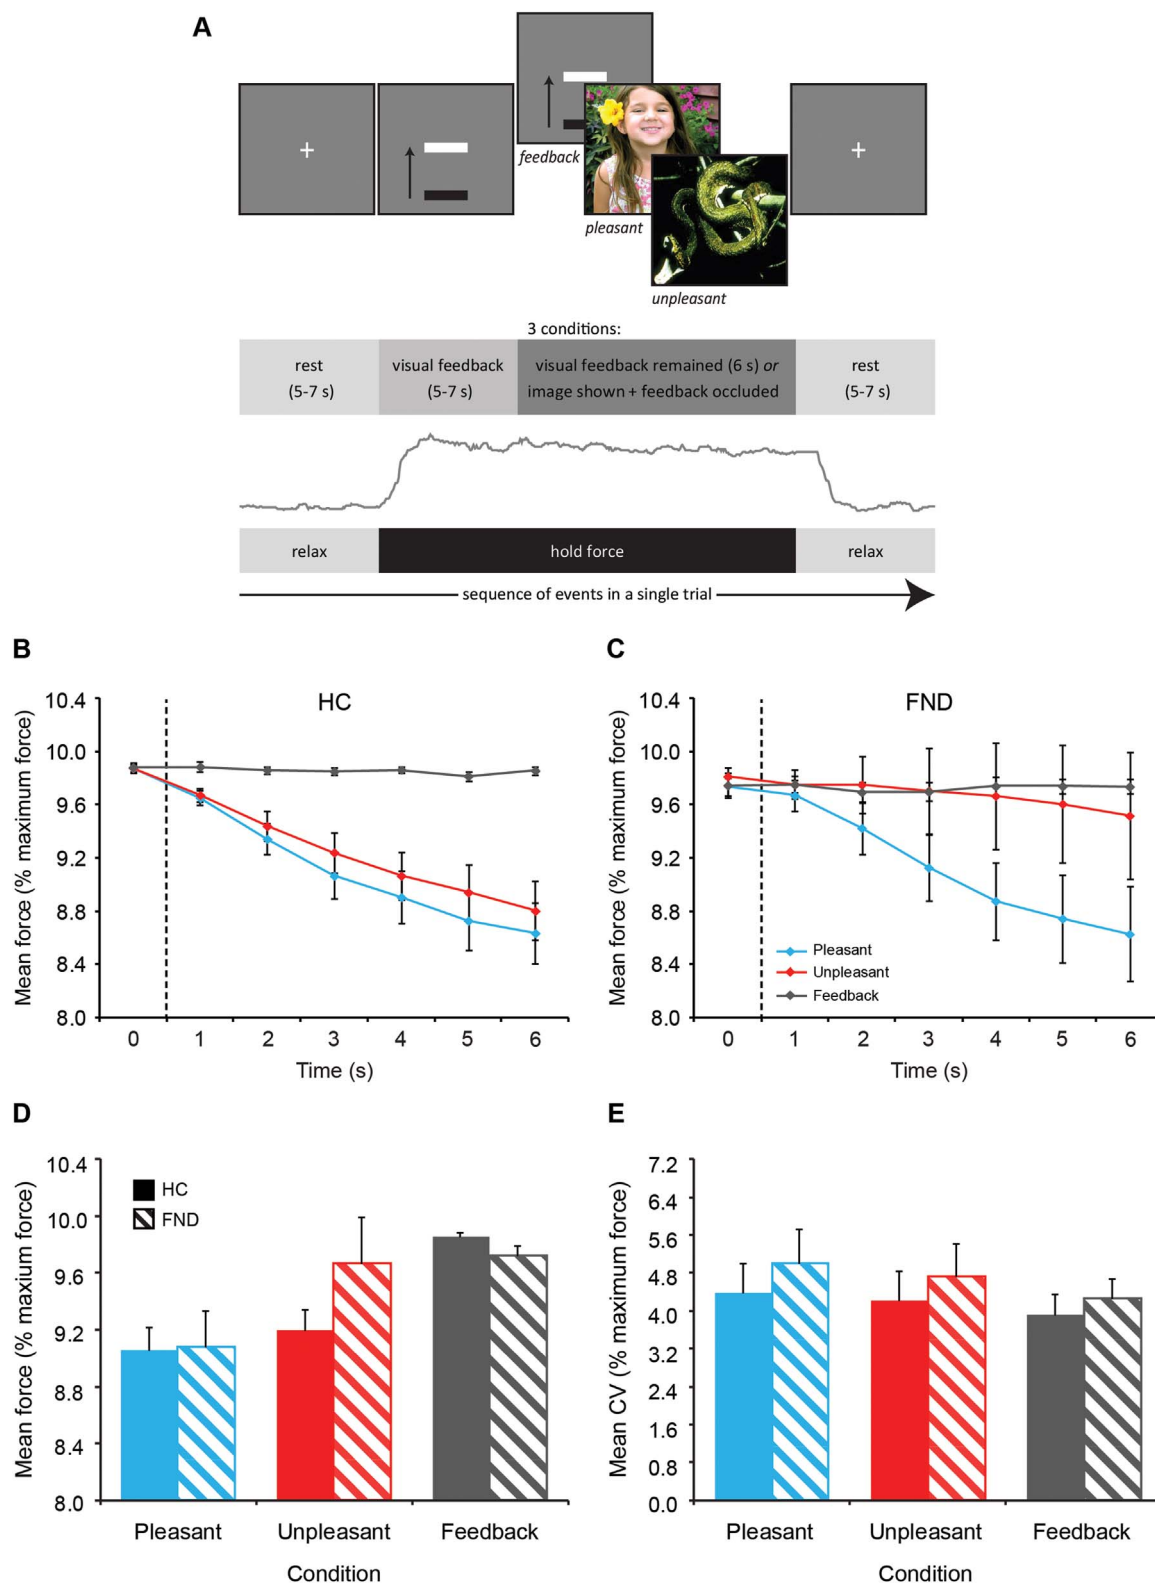 A
feedback
pleasant
unpleasant
3 conditions:
rest
(5-7 s)
visual feedback
(5-7 s)
visual feedback remained (6 s) or
image shown + feedback occluded
rest
(5-7 s)
relax
hold force
relax
sequence of events in a single trial
B
HC
Mean force (% maximum force)
10.4
10.0
9.6
9.2
8.8
8.4
8.0
0 1 2 3 4 5 6
Time (s)
C
FND
Mean force (% maximum force)
10.4
10.0
9.6
9.2
8.8
8.4
8.0
Pleasant
Unpleasant
Feedback
0 1 2 3 4 5 6
Time (s)
D
Mean force (% maxium force)
10.4
10.0
9.6
9.2
8.8
8.4
8.0
HC
FND
Pleasant Unpleasant Feedback
Condition
E
Mean CV (% maximum force)
7.2
6.4
5.6
4.8
4.0
3.2
2.4
1.6
0.8
0.0
Pleasant Unpleasant Feedback
Condition